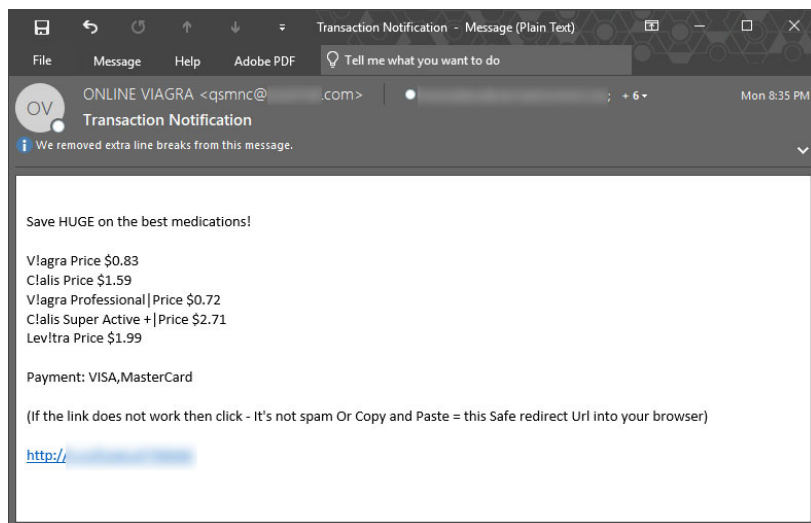 Transaction Notification - Message (Plain Text)
File Message Help Adobe PDF Tell me what you want to do
OV
ONLINE VIAGRA <qsmnc@ .com> ; + 6
Mon 8:35 PM
Transaction Notification
We removed extra line breaks from this message.
Save HUGE on the best medications!
V!agra Price $0.83
C!alis Price $1.59
V!agra Professional|Price $0.72
C!alis Super Active +|Price $2.71
Lev!tra Price $1.99
Payment: VISA,MasterCard
(If the link does not work then click - It's not spam Or Copy and Paste = this Safe redirect Url into your browser)
http://